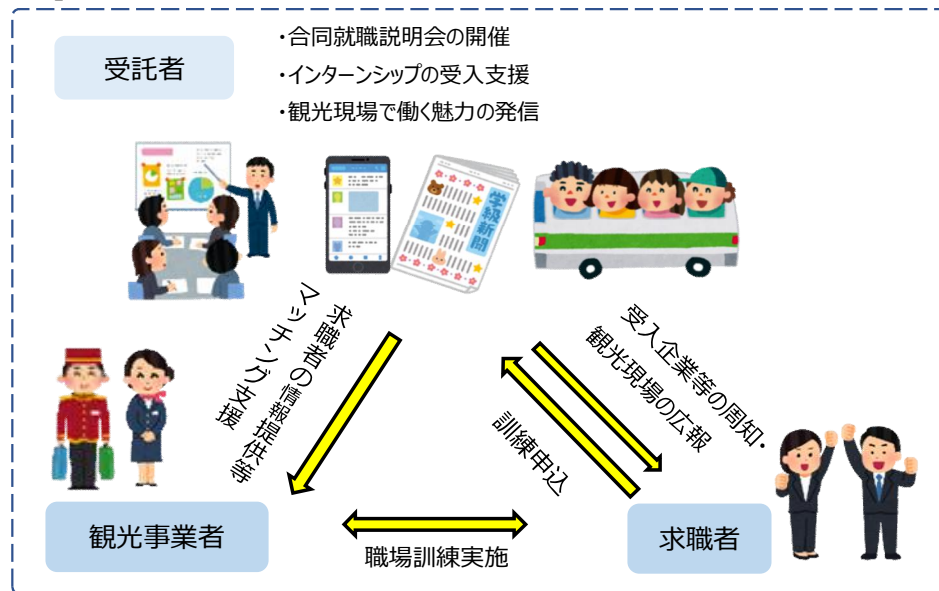 受託者
・合同就職説明会の開催
・インターンシップの受入支援
・観光現場で働く魅力の発信
学級新聞
求職者の情報提供等
マッチング支援
受入企業等の周知・
観光現場の広報
訓練申込
観光事業者
職場訓練実施
求職者